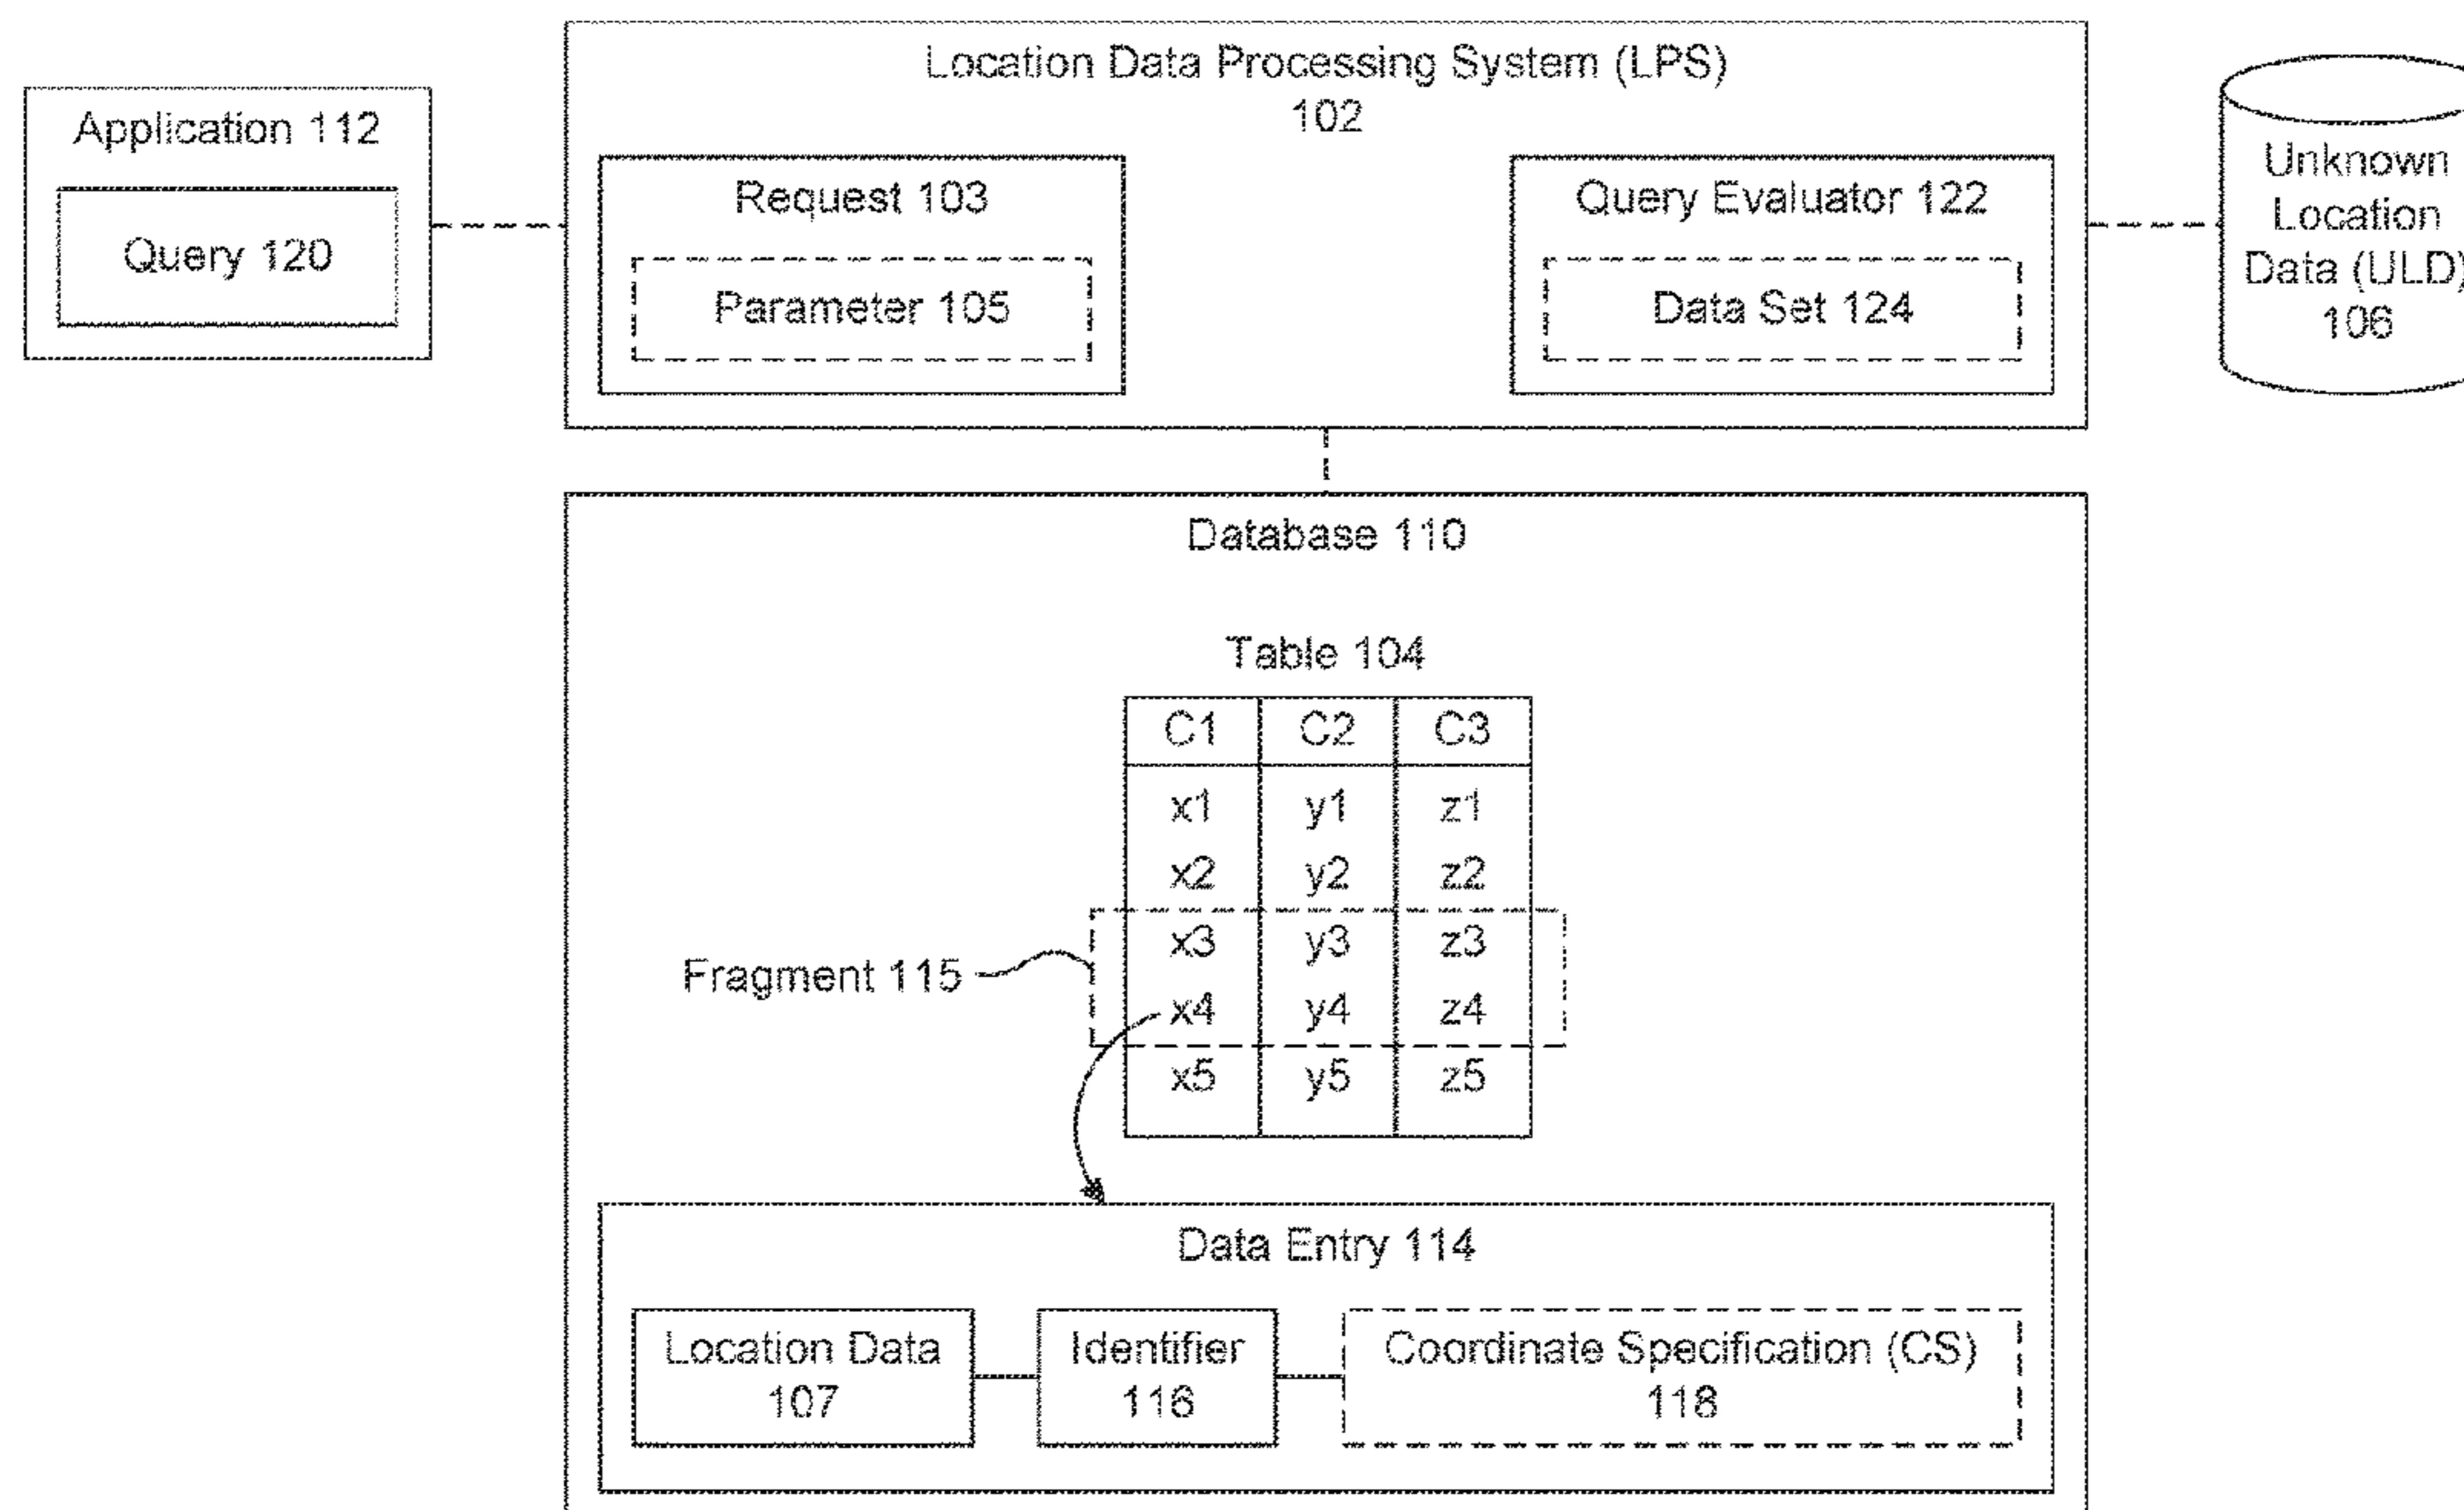 Location Data Processing System (LPS)
102
Application 112
Query 120
Request 103
Parameter 105
Query Evaluator 122
Data Set 124
Unknown
Location
Data (ULD)
106
Database 110
Table 104
C1 C2 C3
x1 y1 z1
x2 y2 z2
x3 y3 z3
Fragment 115
x4 y4 z4
x5 y5 z5
Data Entry 114
Location Data
107
Identifier
116
Coordinate Specification (CS)
118